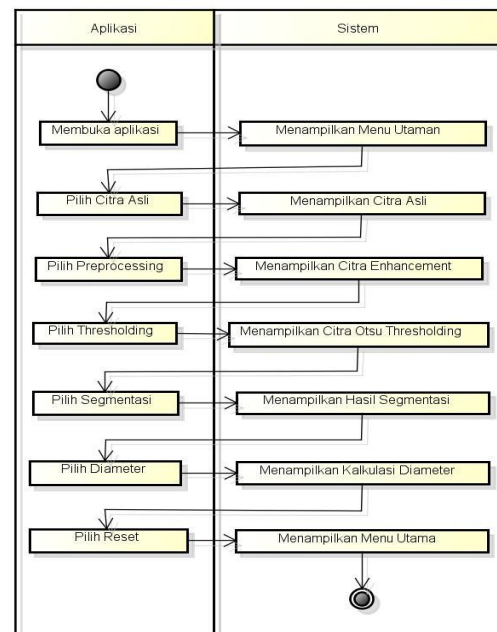 Aplikasi
Sistem
Membuka aplikasi
Menampilkan Menu Utaman
Pilih Citra Asli
Menampilkan Citra Asli
Pilih Preprocessing
Menampilkan Citra Enhancement
Pilih Thresholding
Menampilkan Citra Otsu Thresholding
Pilih Segmentasi
Menampilkan Hasil Segmentasi
Pilih Diameter
Menampilkan Kalkulasi Diameter
Pilih Reset
Menampilkan Menu Utama